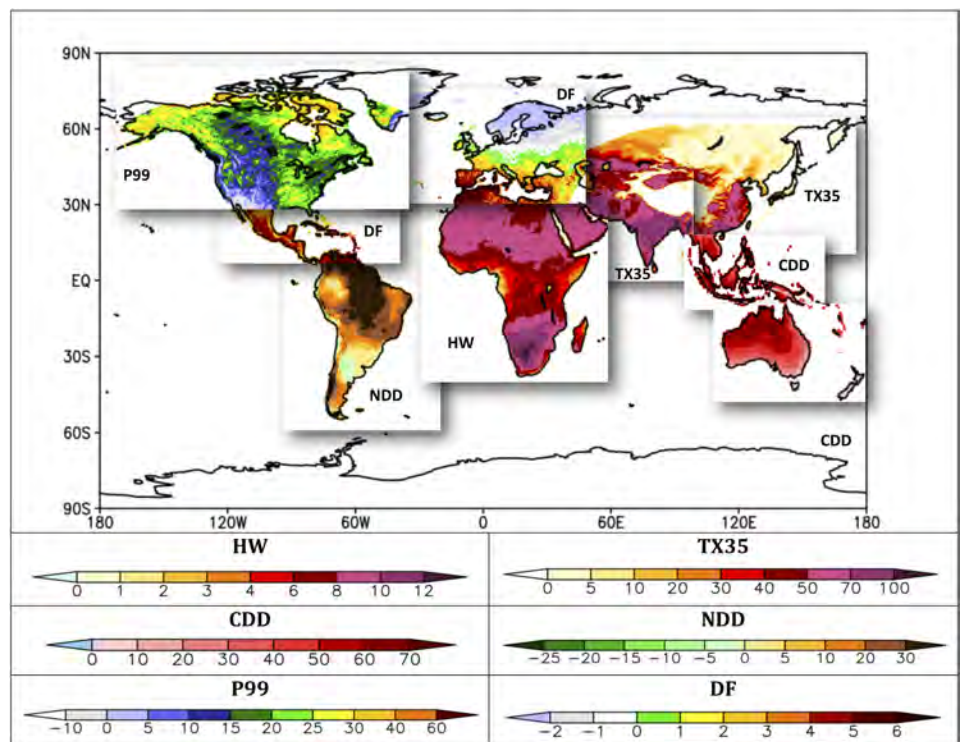 90N
60N
30N
EQ
30S
60S
90S
180 120W 60W 0 60E 120E 180
P99
DF
DF
TX35
TX35
CDD
HW
NDD
CDD
HW
0 1 2 3 4 6 8 10 12
TX35
0 5 10 20 30 40 50 70 100
CDD
0 10 20 30 40 50 60 70
NDD
-25 -20 -15 -10 -5 0 5 10 20 30
P99
-10 0 5 10 15 20 25 30 40 60
DF
-2 -1 0 1 2 3 4 5 6